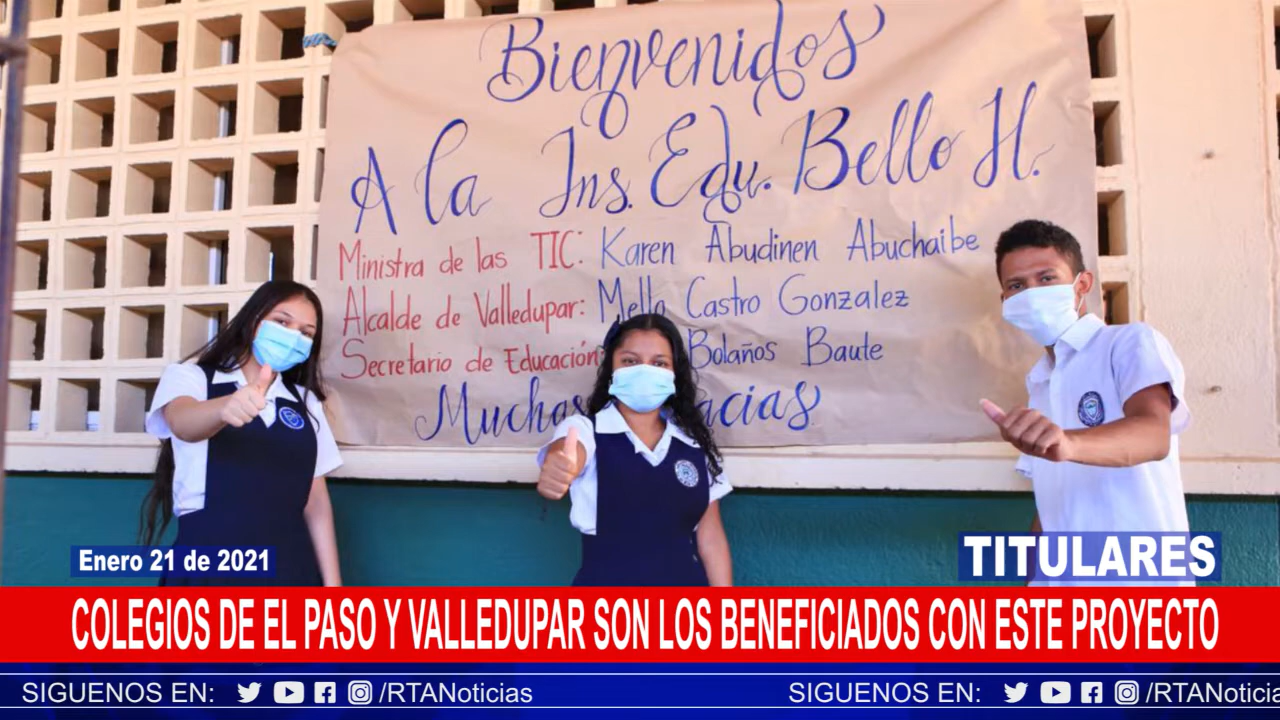 Bienvenidos
A la Ins. Edu. Bello H.
Ministra de las TIC: Karen Abudinen Abuchaibe
Alcalde de Valledupar: Mello Castro Gonzalez
Secretario de Educación Bolaños Baute
Muchas acias
Enero 21 de 2021
TITULARES
COLEGIOS DE EL PASO Y VALLEDUPAR SON LOS BENEFICIADOS CON ESTE PROYECTO
SIGUENOS EN: /RTANoticias SIGUENOS EN: /RTANoticia